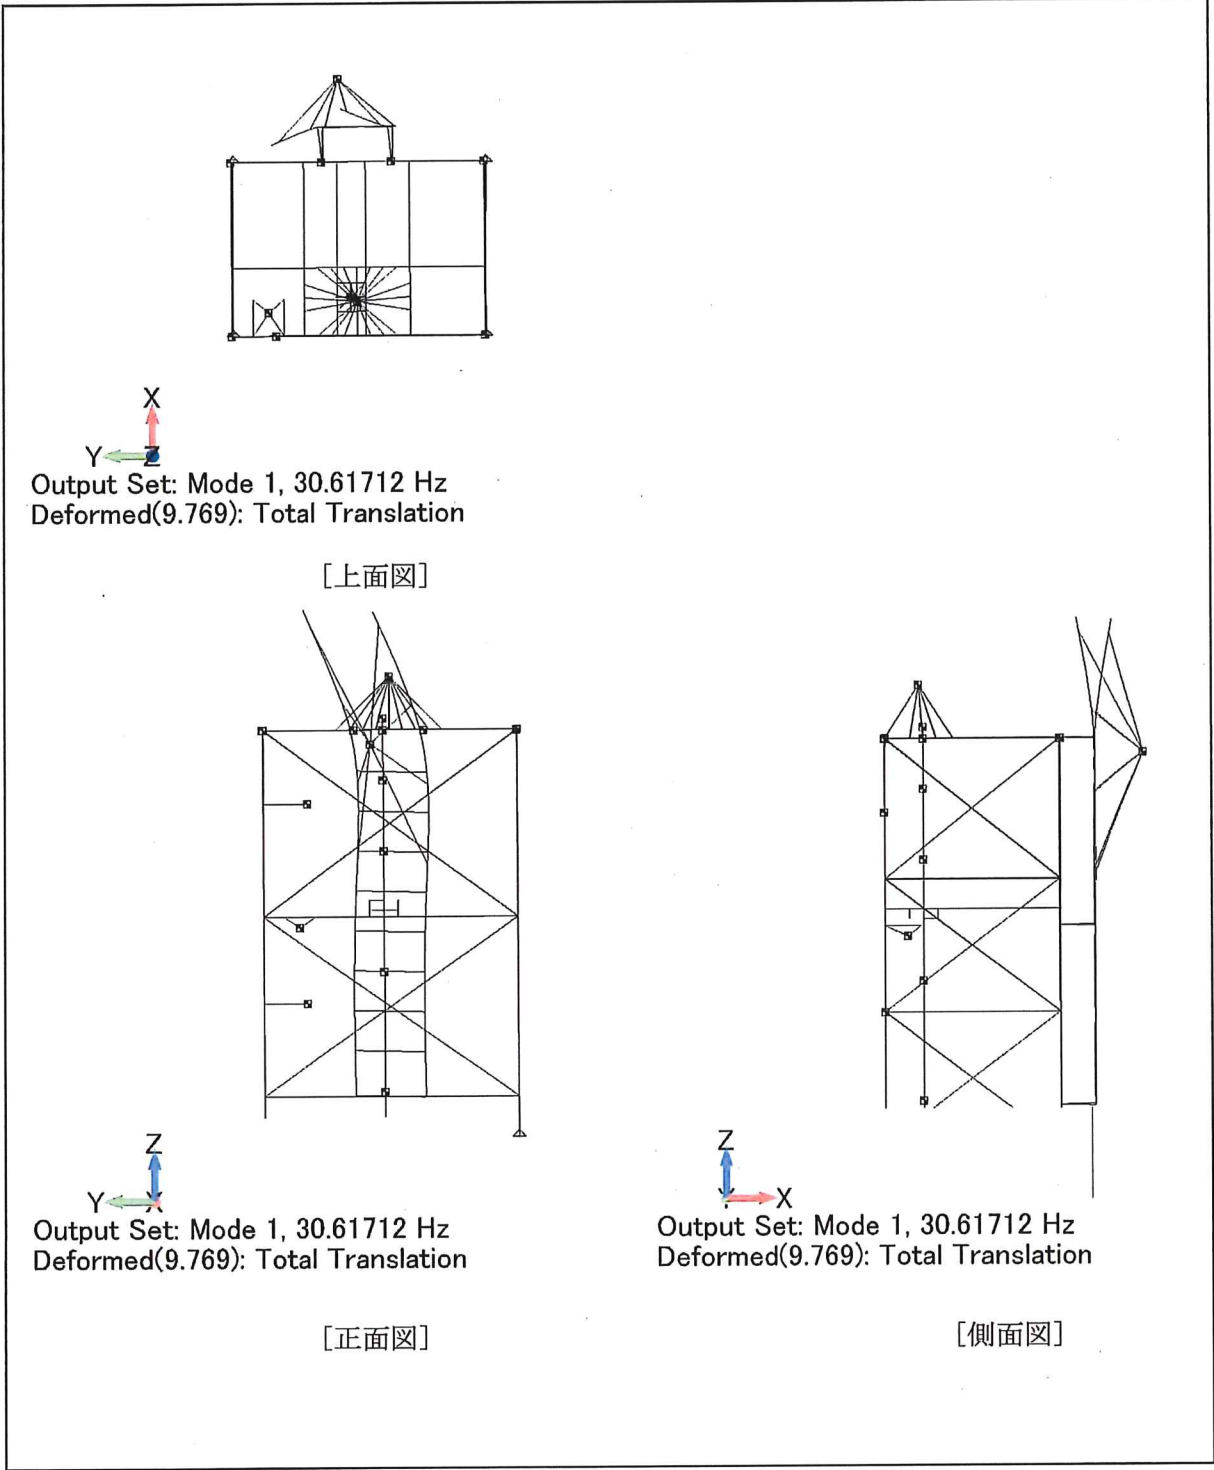 X
Y Z
Output Set: Mode 1, 30.61712 Hz
Deformed(9.769): Total Translation
[上面図]
Z
Y X
Output Set: Mode 1, 30.61712 Hz
Deformed(9.769): Total Translation
[正面図]
Z
Y X
Output Set: Mode 1, 30.61712 Hz
Deformed(9.769): Total Translation
[側面図]